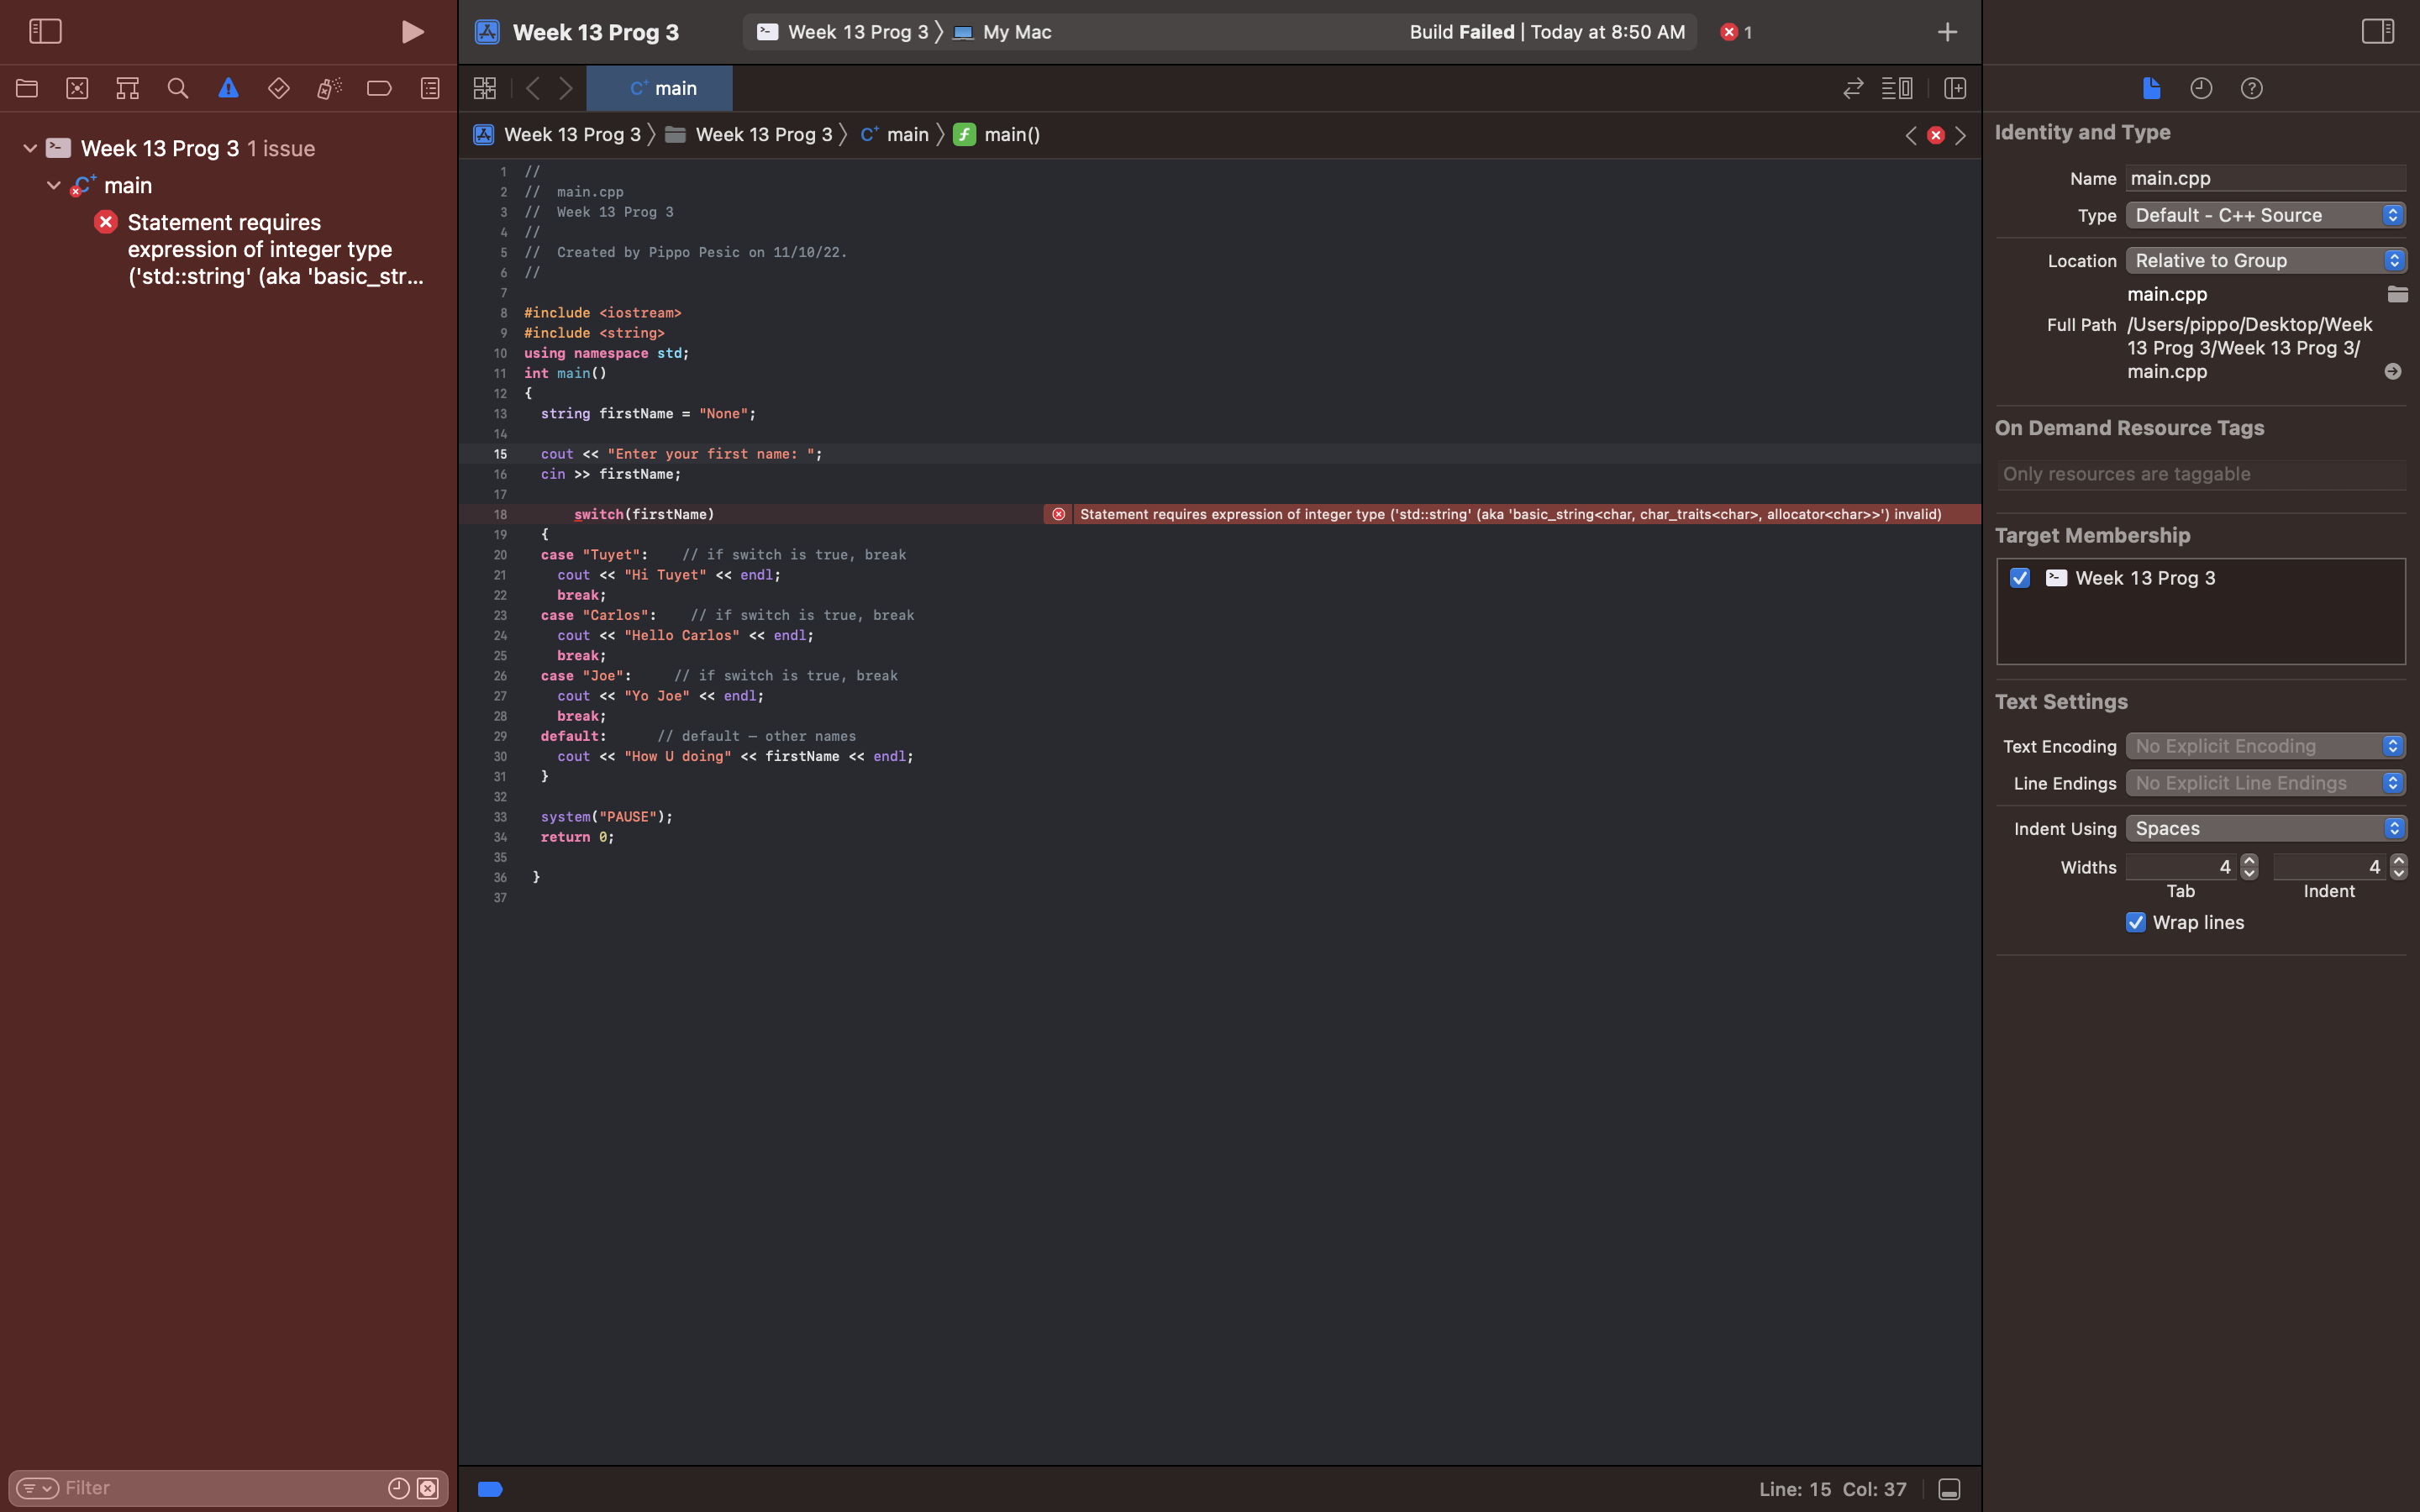 Week 13 Prog 3
Week 13 Prog 3 〉 My Mac
Build Failed | Today at 8:50 AM
1
main
Week 13 Prog 3 〉 Week 13 Prog 3 〉 C+ main 〉 f main()
Week 13 Prog 3 1 issue
main
Statement requires
expression of integer type
('std::string' (aka 'basic_str...
Filter
1 //
2 //  main.cpp
3 //  Week 13 Prog 3
4 //
5 //  Created by Pippo Pesic on 11/10/22.
6 //
7
8 #include <iostream>
9 #include <string>
10 using namespace std;
11 int main()
12 {
13   string firstName = "None";
14
15   cout << "Enter your first name: ";
16   cin >> firstName;
17
18       switch(firstName)
Statement requires expression of integer type ('std::string' (aka 'basic_string<char, char_traits<char>, allocator<char>>') invalid)
19   {
20   case "Tuyet":    // if switch is true, break
21     cout << "Hi Tuyet" << endl;
22     break;
23   case "Carlos":    // if switch is true, break
24     cout << "Hello Carlos" << endl;
25     break;
26   case "Joe":     // if switch is true, break
27     cout << "Yo Joe" << endl;
28     break;
29   default:      // default – other names
30     cout << "How U doing" << firstName << endl;
31   }
32
33   system("PAUSE");
34   return 0;
35
36  }
37
Line: 15 Col: 37
Identity and Type
Name main.cpp
Type Default - C++ Source
Location Relative to Group
main.cpp
Full Path /Users/pippo/Desktop/Week
13 Prog 3/Week 13 Prog 3/
main.cpp
On Demand Resource Tags
Only resources are taggable
Target Membership
Week 13 Prog 3
Text Settings
Text Encoding No Explicit Encoding
Line Endings No Explicit Line Endings
Indent Using Spaces
Widths 4 4
Tab Indent
Wrap lines